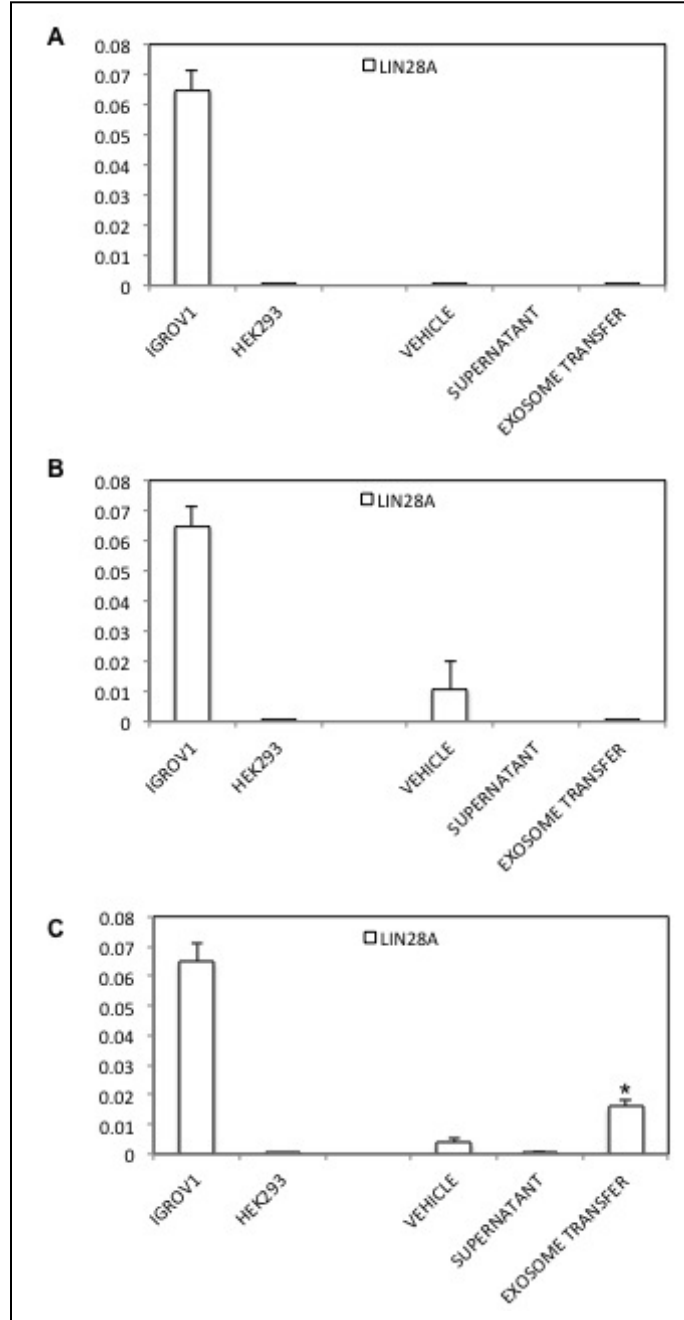 A
0.08
0.07
0.06
0.05
0.04
0.03
0.02
0.01
0
LIN28A
IGROV1
HEK293
VEHICLE
SUPERNATANT
EXOSOME TRANSFER
B
0.08
0.07
0.06
0.05
0.04
0.03
0.02
0.01
0
LIN28A
IGROV1
HEK293
VEHICLE
SUPERNATANT
EXOSOME TRANSFER
C
0.08
0.07
0.06
0.05
0.04
0.03
0.02
0.01
0
LIN28A
*
IGROV1
HEK293
VEHICLE
SUPERNATANT
EXOSOME TRANSFER